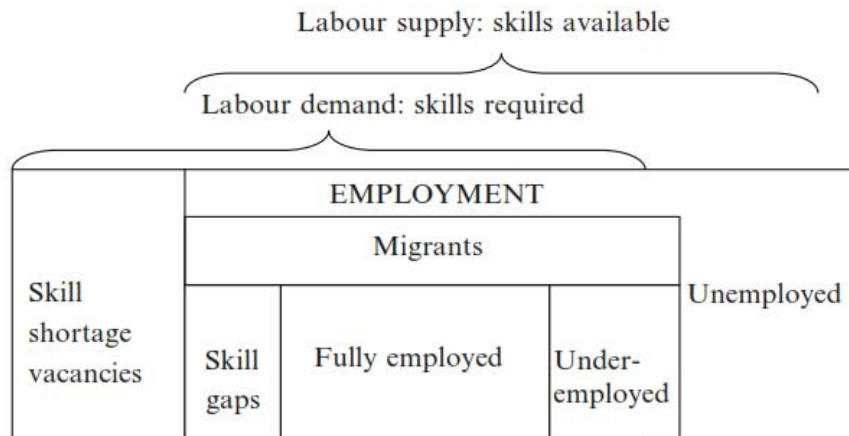 Labour supply: skills available
Labour demand: skills required
EMPLOYMENT
Migrants
Skill
shortage
vacancies
Skill
gaps
Fully employed
Under-
employed
Unemployed